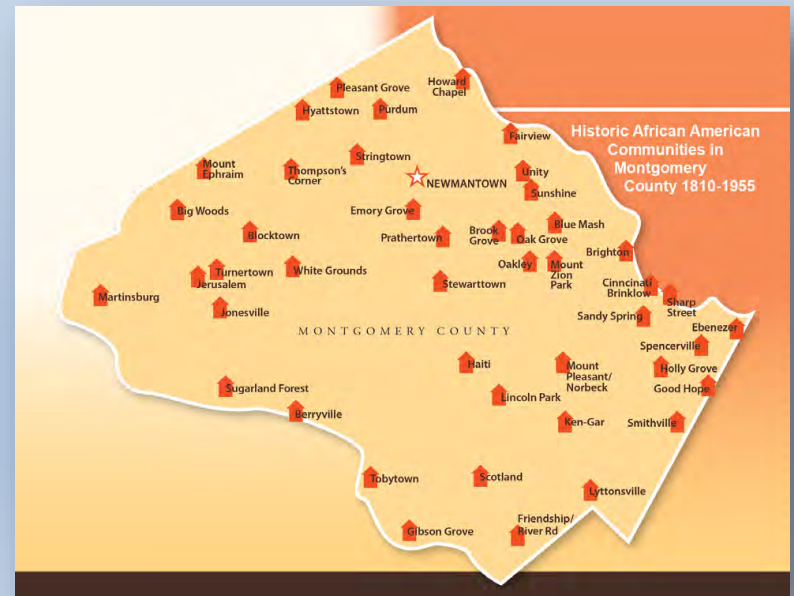 Historic African American
Communities in
Montgomery
County 1810-1955
Pleasant Grove
Howard
Chapel
Hyattstown
Purdum
Fairview
Stringtown
Mount
Ephraim
Thompson's
Corner
NEWMANTOWN
Unity
Sunshine
Big Woods
Emory Grove
Blocktown
Prathertown
Brook
Grove
Oak Grove
Blue Mash
Brighton
Turnertown
Jerusalem
White Grounds
Oakley
Mount
Zion
Park
Stewarttown
Cinncinati
Brinklow
Sharp
Street
Martinsburg
Jonesville
Sandy Spring
Ebenezer
MONTGOMERY COUNTY
Spencerville
Haiti
Mount
Pleasant/
Norbeck
Holly Grove
Good Hope
Sugarland Forest
Lincoln Park
Berryville
Ken-Gar
Smithville
Tobytown
Scotland
Lyttonsville
Gibson Grove
Friendship/
River Rd